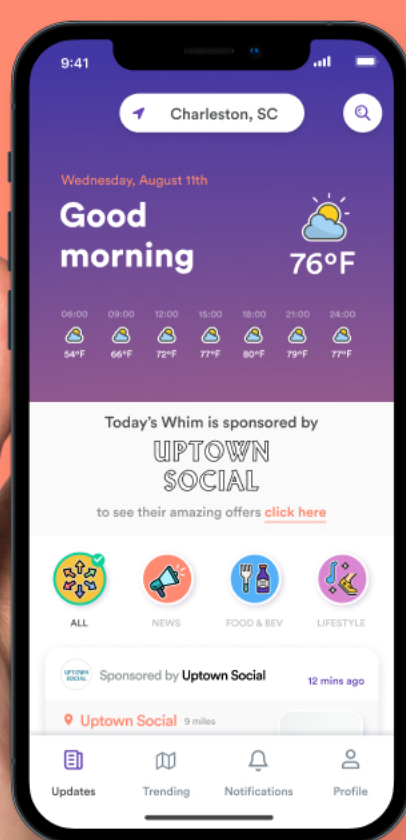 9:41
Charleston, SC
Wednesday, August 11th
Good
morning
76°F
06:00 09:00 12:00 15:00 18:00 21:00 24:00
54°F 66°F 72°F 77°F 80°F 79°F 77°F
Today's Whim is sponsored by
UPTOWN
SOCIAL
to see their amazing offers click here
ALL NEWS FOOD & BEV LIFESTYLE
UPTOWN
SOCIAL
Sponsored by Uptown Social 12 mins ago
Uptown Social 9 miles
Updates Trending Notifications Profile